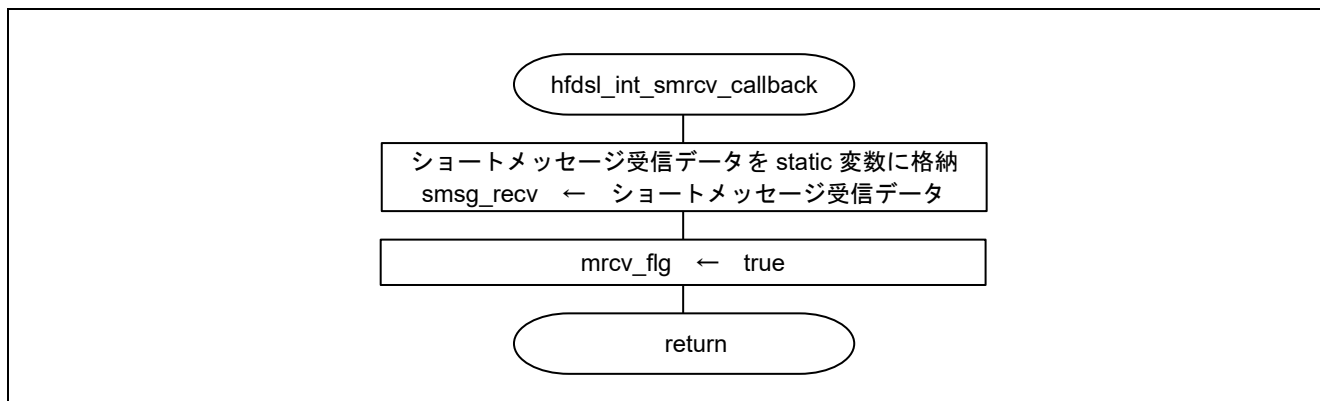 hfdsl_int_smrcv_callback
ショートメッセージ受信データを static 変数に格納
smsg_recv ← ショートメッセージ受信データ
mrcv_flg ← true
return